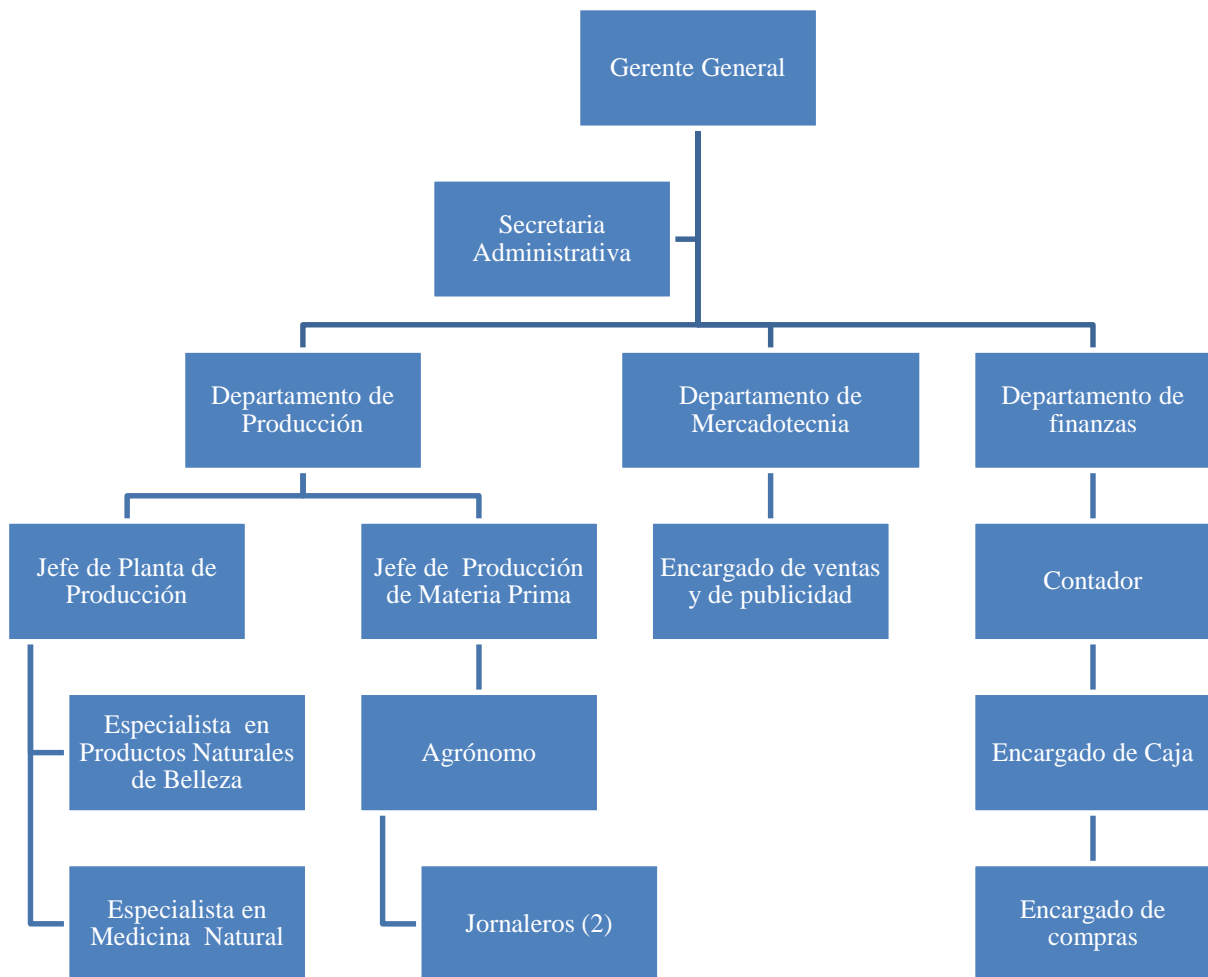 Gerente General
Secretaria
Administrativa
Departamento de
Producción
Departamento de
Mercadotecnia
Departamento de
finanzas
Jefe de Planta de
Producción
Jefe de  Producción
de Materia Prima
Encargado de ventas
y de publicidad
Contador
Especialista  en
Productos Naturales
de Belleza
Agrónomo
Encargado de Caja
Especialista en
Medicina  Natural
Jornaleros (2)
Encargado de
compras